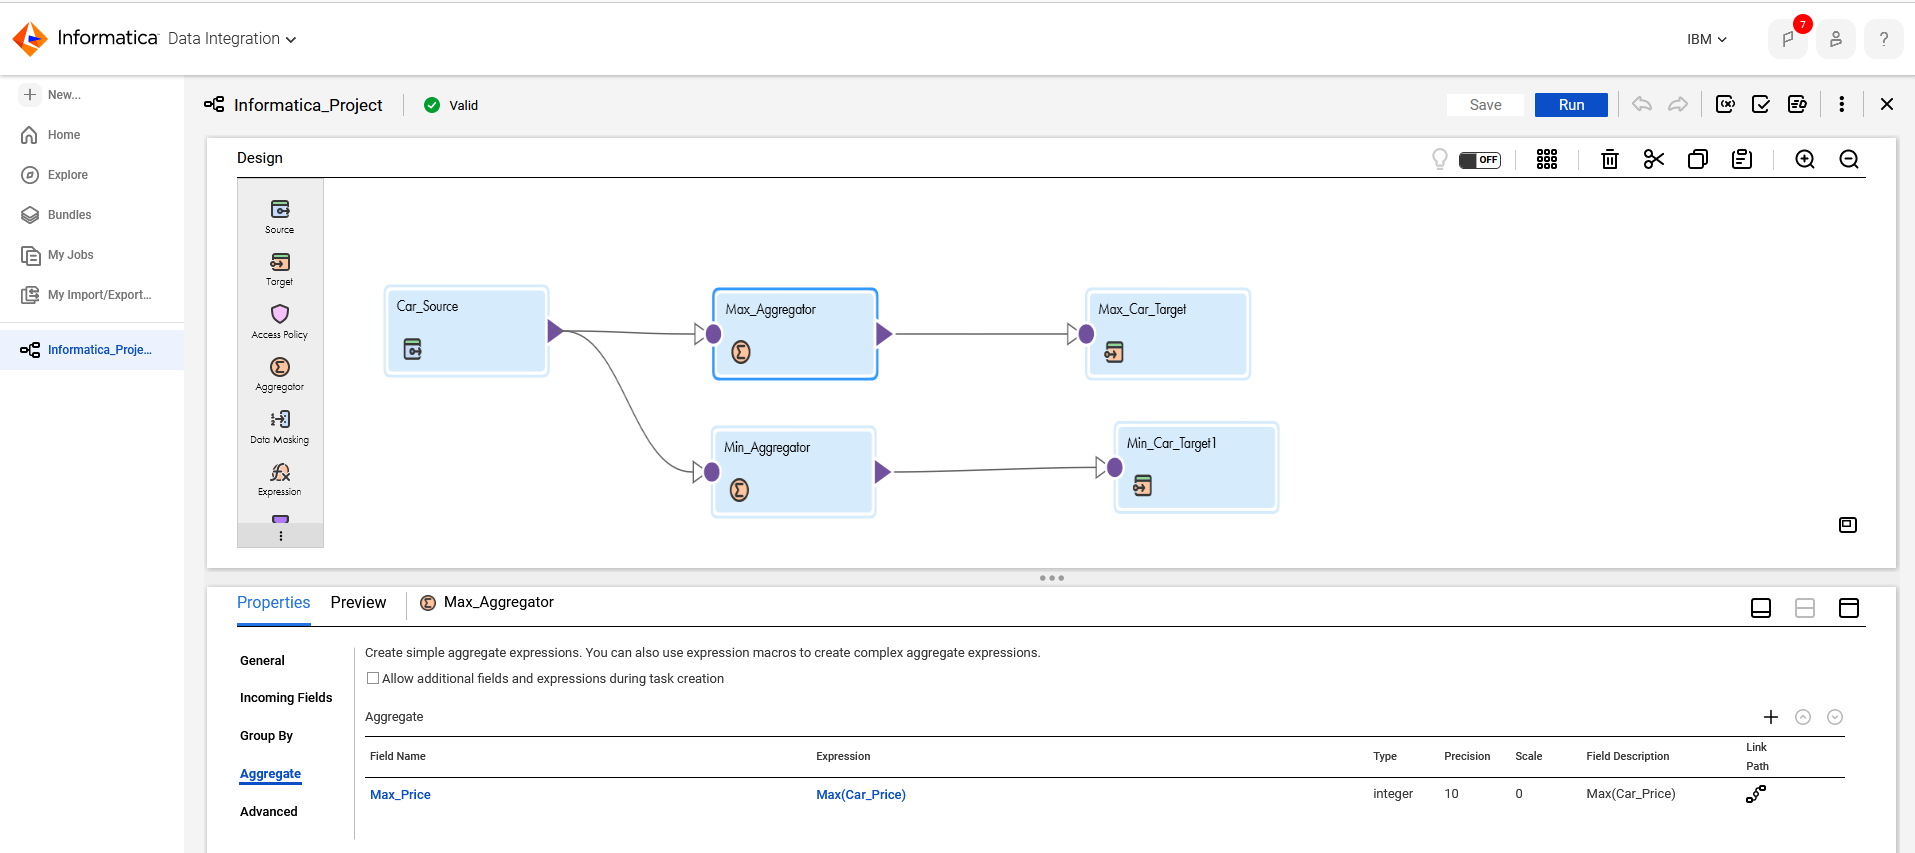 Informatica Data Integration
IBM
7
?
New...
Home
Explore
Bundles
My Jobs
My Import/Export...
Informatica_Proje...
Informatica_Project
Valid
Save
Run
Design
OFF
Source
Target
Access Policy
Aggregator
Data Masking
Expression
Car_Source
Max_Aggregator
Max_Car_Target
Min_Aggregator
Min_Car_Target1
Properties
Preview
Max_Aggregator
General
Incoming Fields
Group By
Aggregate
Advanced
Create simple aggregate expressions. You can also use expression macros to create complex aggregate expressions.
Allow additional fields and expressions during task creation
Aggregate
Field Name Expression Type Precision Scale Field Description Link Path
Max_Price Max(Car_Price) integer 10 0 Max(Car_Price)